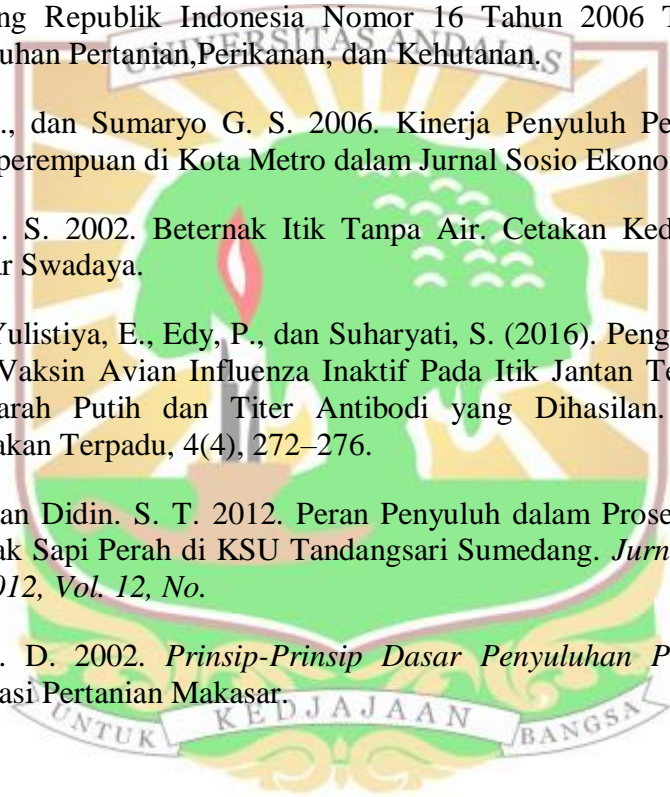 ng Republik Indonesia Nomor 16 Tahun 2006 T
uhan Pertanian,Perikanan, dan Kehutanan.
UNIVERSITAS ANDALAS
., dan Sumaryo G. S. 2006. Kinerja Penyuluh Pe
perempuan di Kota Metro dalam Jurnal Sosio Ekono
. S. 2002. Beternak Itik Tanpa Air. Cetakan Ked
ar Swadaya.
Yulistiya, E., Edy, P., dan Suharyati, S. (2016). Peng
Vaksin Avian Influenza Inaktif Pada Itik Jantan Te
arah Putih dan Titer Antibodi yang Dihasilan.
akan Terpadu, 4(4), 272–276.
an Didin. S. T. 2012. Peran Penyuluh dalam Prose
ak Sapi Perah di KSU Tandangsari Sumedang. Jurn
012, Vol. 12, No.
. D. 2002. Prinsip-Prinsip Dasar Penyuluhan P
asi Pertanian Makasar.
UNTUK KEDJAJAAN BANGSA